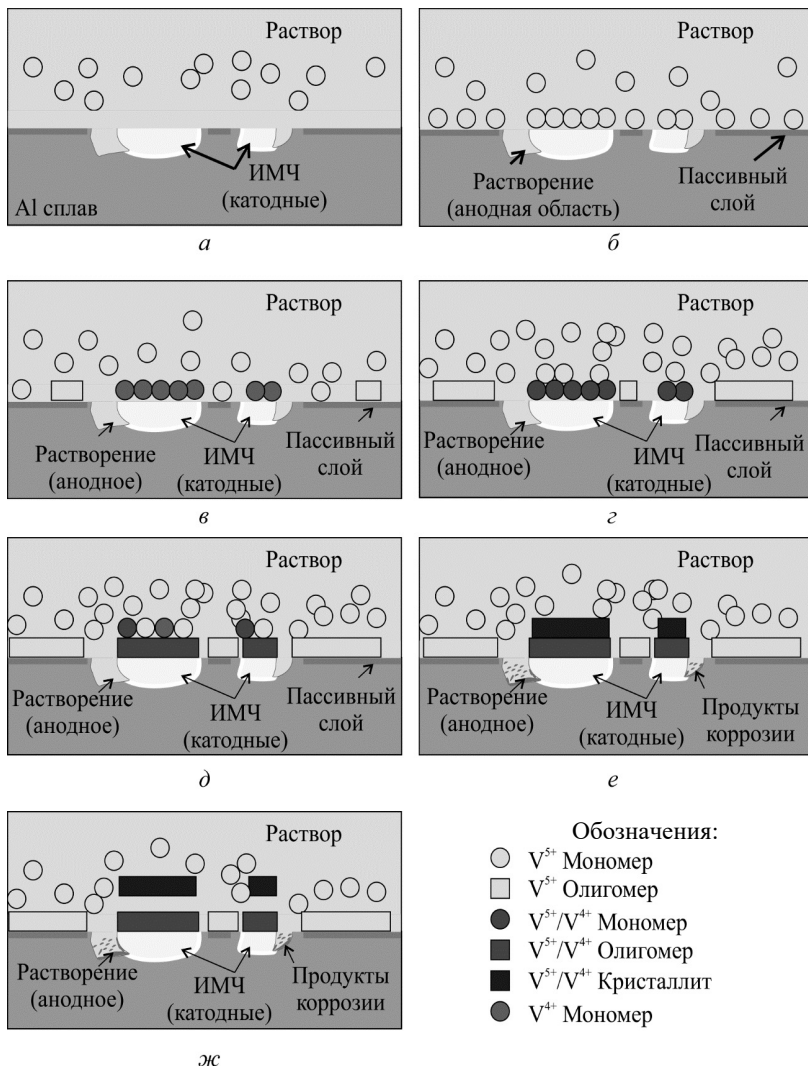 Раствор
ИМЧ
(катодные)
Al сплав
а
Раствор
Растворение
(анодная область)
Пассивный
слой
б
Раствор
Растворение
(анодное)
ИМЧ
(катодные)
Пассивный
слой
в
Раствор
Растворение
(анодное)
ИМЧ
(катодные)
Пассивный
слой
г
Раствор
Растворение
(анодное)
ИМЧ
(катодные)
Пассивный
слой
д
Раствор
Растворение
(анодное)
ИМЧ
(катодные)
Продукты
коррозии
е
Раствор
Растворение
(анодное)
ИМЧ
(катодные)
Продукты
коррозии
ж
Обозначения:
V⁵⁺ Мономер
V⁵⁺ Олигомер
V⁵⁺/V⁴⁺ Мономер
V⁵⁺/V⁴⁺ Олигомер
V⁵⁺/V⁴⁺ Кристаллит
V⁴⁺ Мономер